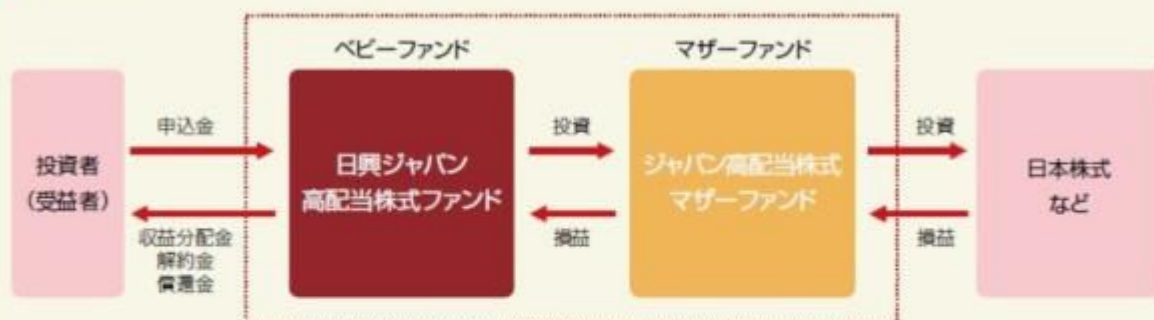 ベビーファンド
マザーファンド
投資者
（受益者）
申込金
収益分配金
解約金
償還金
日興ジャパン
高配当株式ファンド
投資
損益
ジャパン高配当株式
マザーファンド
投資
損益
日本株式
など